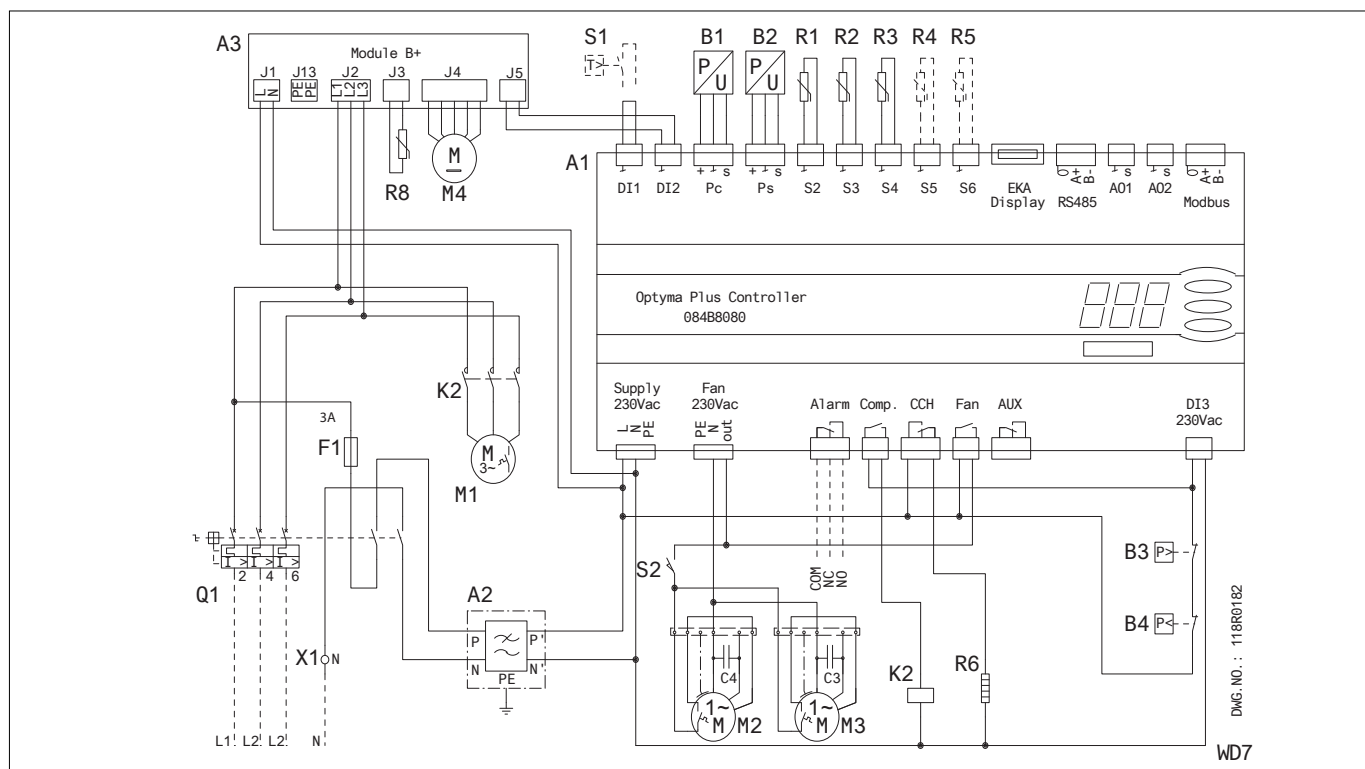 A3
Module B+
J1 J13 J2 J3 J4 J5
L N PE PE L1 L2 L3
R8 M M4
S1 B1 B2 R1 R2 R3 R4 R5
T> P U P U
A1
+ s + s A+ B- s s A+ B-
DI1 DI2 Pc Ps S2 S3 S4 S5 S6 EKA Display RS485 AO1 AO2 Modbus
Optyma Plus Controller
084B8080
Supply 230Vac Fan 230Vac Alarm Comp. CCH Fan AUX DI3 230Vac
L N PE PE N out
K2
3A
F1
M 3~
M1
I > I > I >
2 4 6
Q1
S2
COM NC NO
B3 P>
B4 P<
A2
P P'
N N'
PE
X1 N
C4 C3
1~ M M2 1~ M M3
K2 R6
L1 L2 L2 N
DWG.NO.: 118R0182
WD7